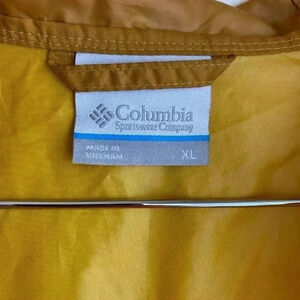 Columbia
Sportswear Company
MADE IN
VIETNAM
XL